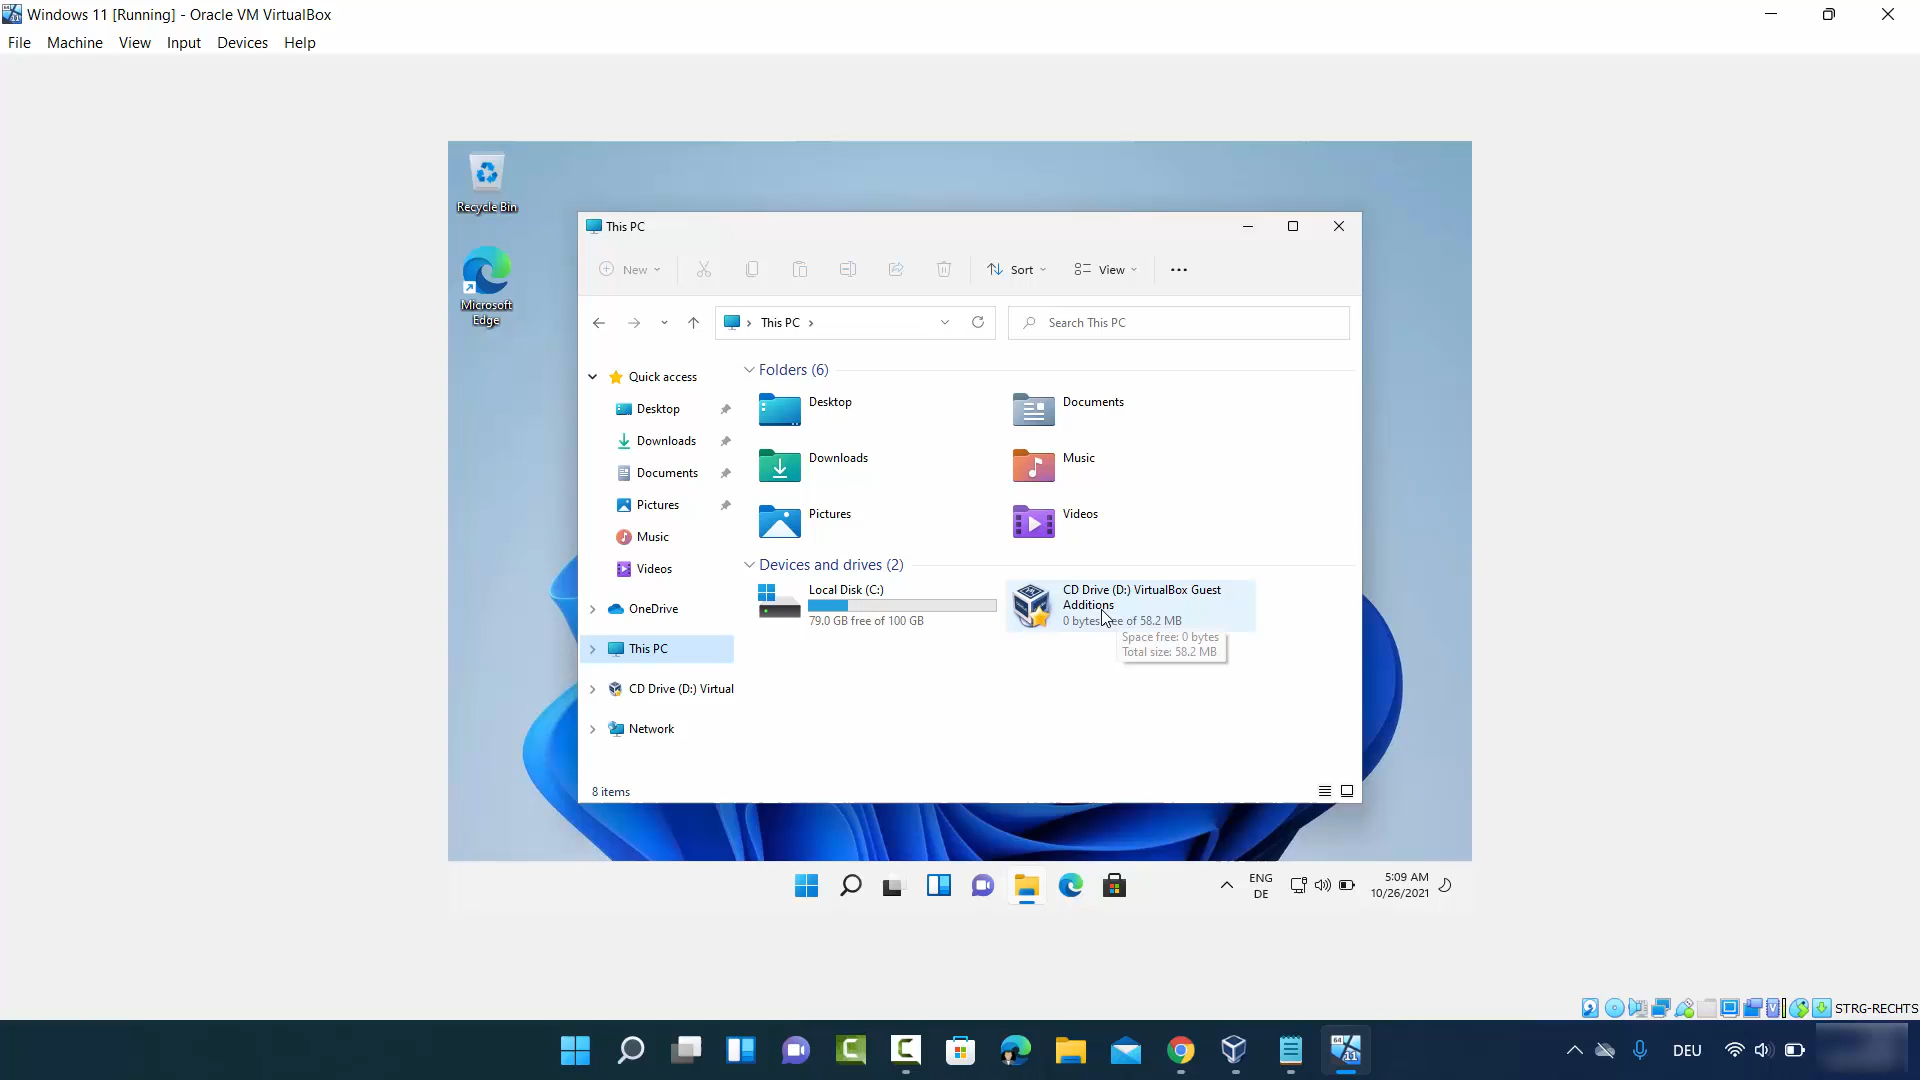 Windows 11 [Running] - Oracle VM VirtualBox
File Machine View Input Devices Help
Recycle Bin
Microsoft
Edge
This PC
New
Sort
View
This PC
Search This PC
Quick access
Desktop
Downloads
Documents
Pictures
Music
Videos
OneDrive
This PC
CD Drive (D:) Virtual
Network
Folders (6)
Desktop
Documents
Downloads
Music
Pictures
Videos
Devices and drives (2)
Local Disk (C:)
79.0 GB free of 100 GB
CD Drive (D:) VirtualBox Guest
Additions
0 bytes free of 58.2 MB
Space free: 0 bytes
Total size: 58.2 MB
8 items
ENG
DE
5:09 AM
10/26/2021
STRG-RECHTS
64
11
DEU